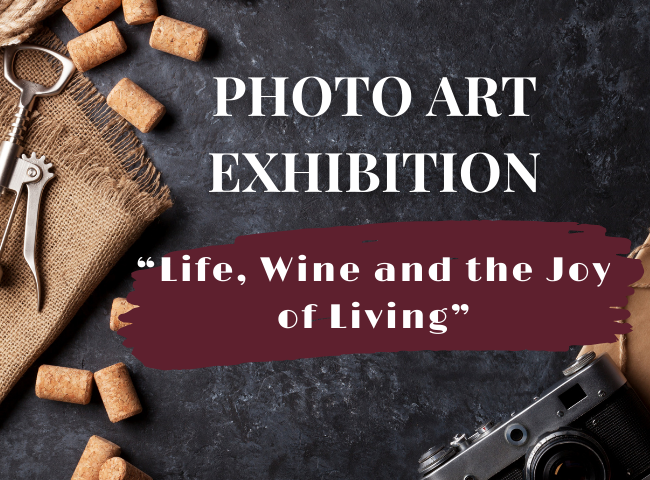 PHOTO ART
EXHIBITION
“Life, Wine and the Joy
of Living”